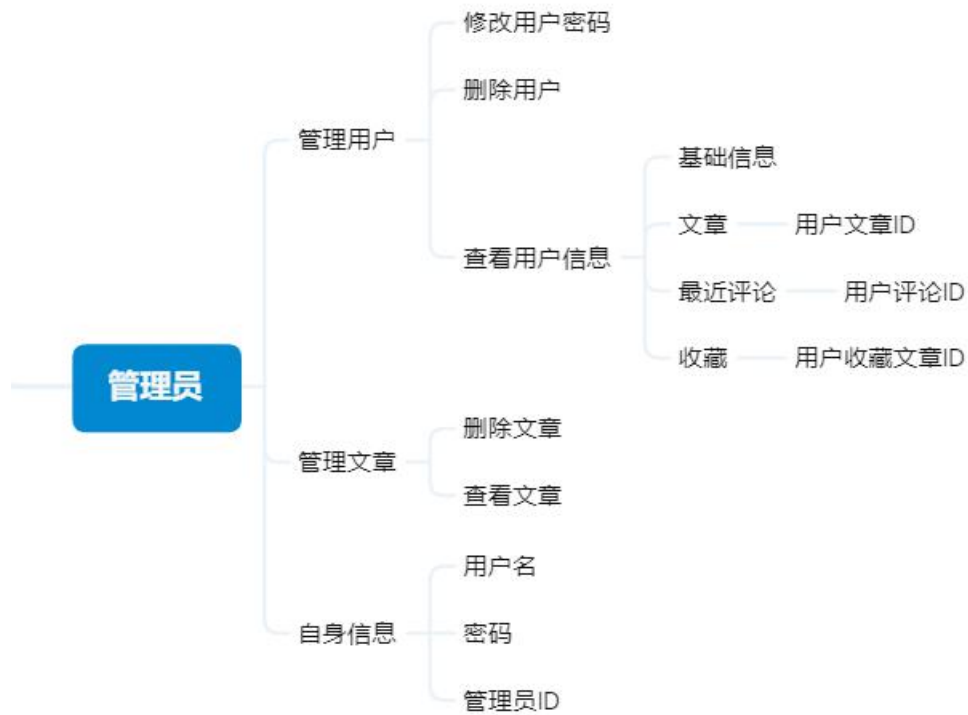 修改用户密码
删除用户
管理用户
基础信息
文章 用户文章ID
查看用户信息
最近评论 用户评论ID
收藏 用户收藏文章ID
管理员
删除文章
管理文章
查看文章
用户名
自身信息 密码
管理员ID